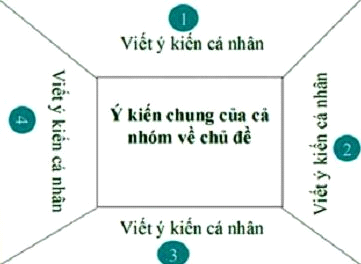 1
Viết ý kiến cá nhân
4
Viết ý kiến cá nhân
Ý kiến chung của cả
nhóm về chủ đề
Viết ý kiến cá nhân
2
Viết ý kiến cá nhân
3